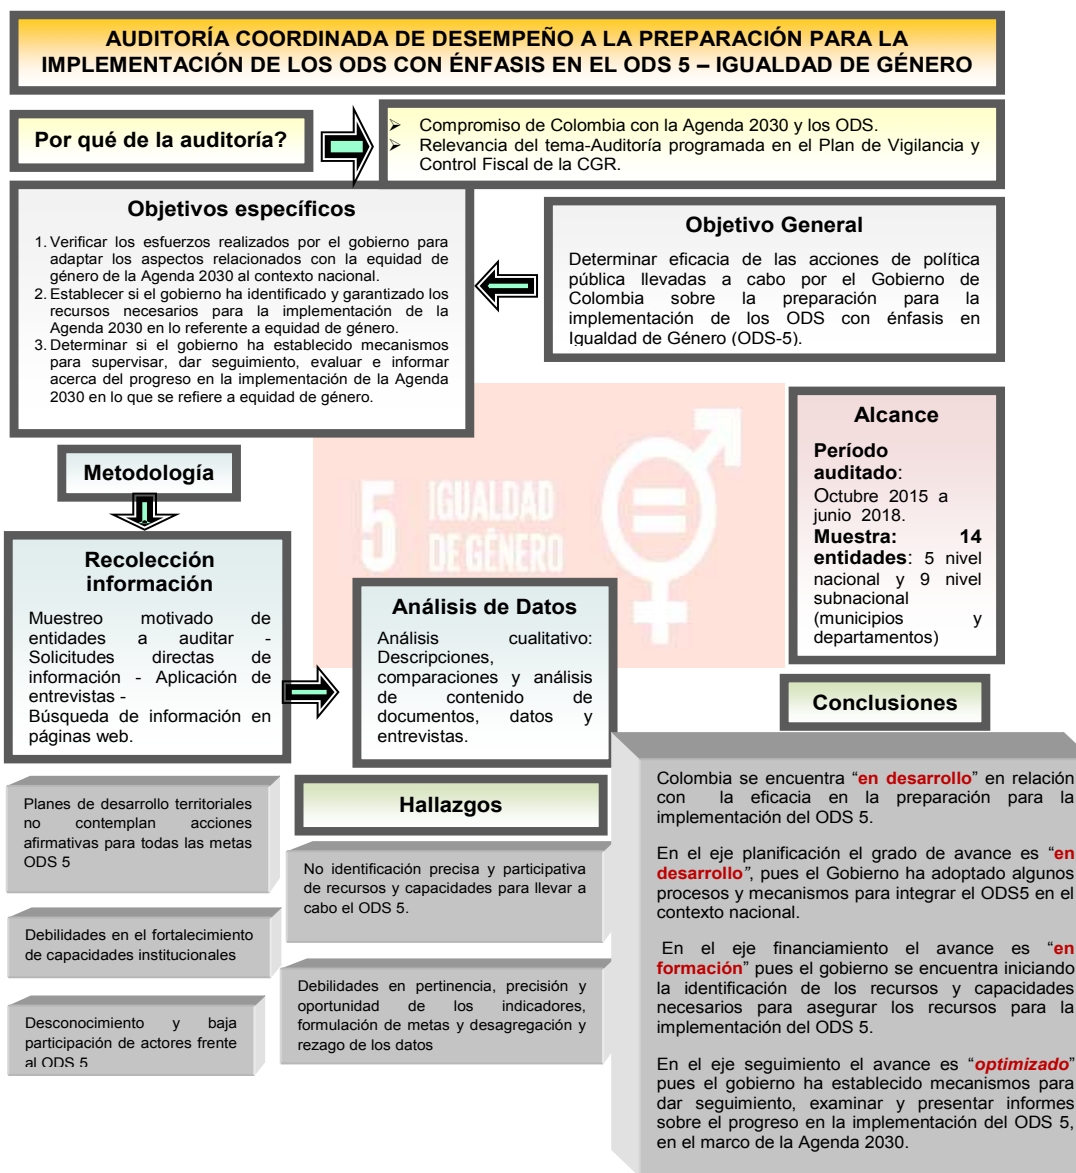 AUDITORÍA COORDINADA DE DESEMPEÑO A LA PREPARACIÓN PARA LA
IMPLEMENTACIÓN DE LOS ODS CON ÉNFASIS EN EL ODS 5 – IGUALDAD DE GÉNERO
Por qué de la auditoría?
➢ Compromiso de Colombia con la Agenda 2030 y los ODS.
➢ Relevancia del tema-Auditoría programada en el Plan de Vigilancia y
Control Fiscal de la CGR.
Objetivo General
Determinar eficacia de las acciones de política
pública llevadas a cabo por el Gobierno de
Colombia sobre la preparación para la
implementación de los ODS con énfasis en
Igualdad de Género (ODS-5).
Objetivos específicos
1. Verificar los esfuerzos realizados por el gobierno para
adaptar los aspectos relacionados con la equidad de
género de la Agenda 2030 al contexto nacional.
2. Establecer si el gobierno ha identificado y garantizado los
recursos necesarios para la implementación de la
Agenda 2030 en lo referente a equidad de género.
3. Determinar si el gobierno ha establecido mecanismos
para supervisar, dar seguimiento, evaluar e informar
acerca del progreso en la implementación de la Agenda
2030 en lo que se refiere a equidad de género.
Alcance
Período
auditado:
Octubre 2015 a
junio 2018.
Muestra: 14
entidades: 5 nivel
nacional y 9 nivel
subnacional
(municipios y
departamentos)
5 IGUALDAD
DE GÉNERO
Metodología
Recolección
información
Muestreo motivado de
entidades a auditar -
Solicitudes directas de
información - Aplicación de
entrevistas -
Búsqueda de información en
páginas web.
Análisis de Datos
Análisis cualitativo:
Descripciones,
comparaciones y análisis
de contenido de
documentos, datos y
entrevistas.
Hallazgos
Planes de desarrollo territoriales
no contemplan acciones
afirmativas para todas las metas
ODS 5
Debilidades en el fortalecimiento
de capacidades institucionales
Desconocimiento y baja
participación de actores frente
al ODS 5
No identificación precisa y participativa
de recursos y capacidades para llevar a
cabo el ODS 5.
Debilidades en pertinencia, precisión y
oportunidad de los indicadores,
formulación de metas y desagregación y
rezago de los datos
Conclusiones
Colombia se encuentra “en desarrollo” en relación
con la eficacia en la preparación para la
implementación del ODS 5.
En el eje planificación el grado de avance es “en
desarrollo”, pues el Gobierno ha adoptado algunos
procesos y mecanismos para integrar el ODS5 en el
contexto nacional.
En el eje financiamiento el avance es “en
formación” pues el gobierno se encuentra iniciando
la identificación de los recursos y capacidades
necesarios para asegurar los recursos para la
implementación del ODS 5.
En el eje seguimiento el avance es “optimizado”
pues el gobierno ha establecido mecanismos para
dar seguimiento, examinar y presentar informes
sobre el progreso en la implementación del ODS 5,
en el marco de la Agenda 2030.